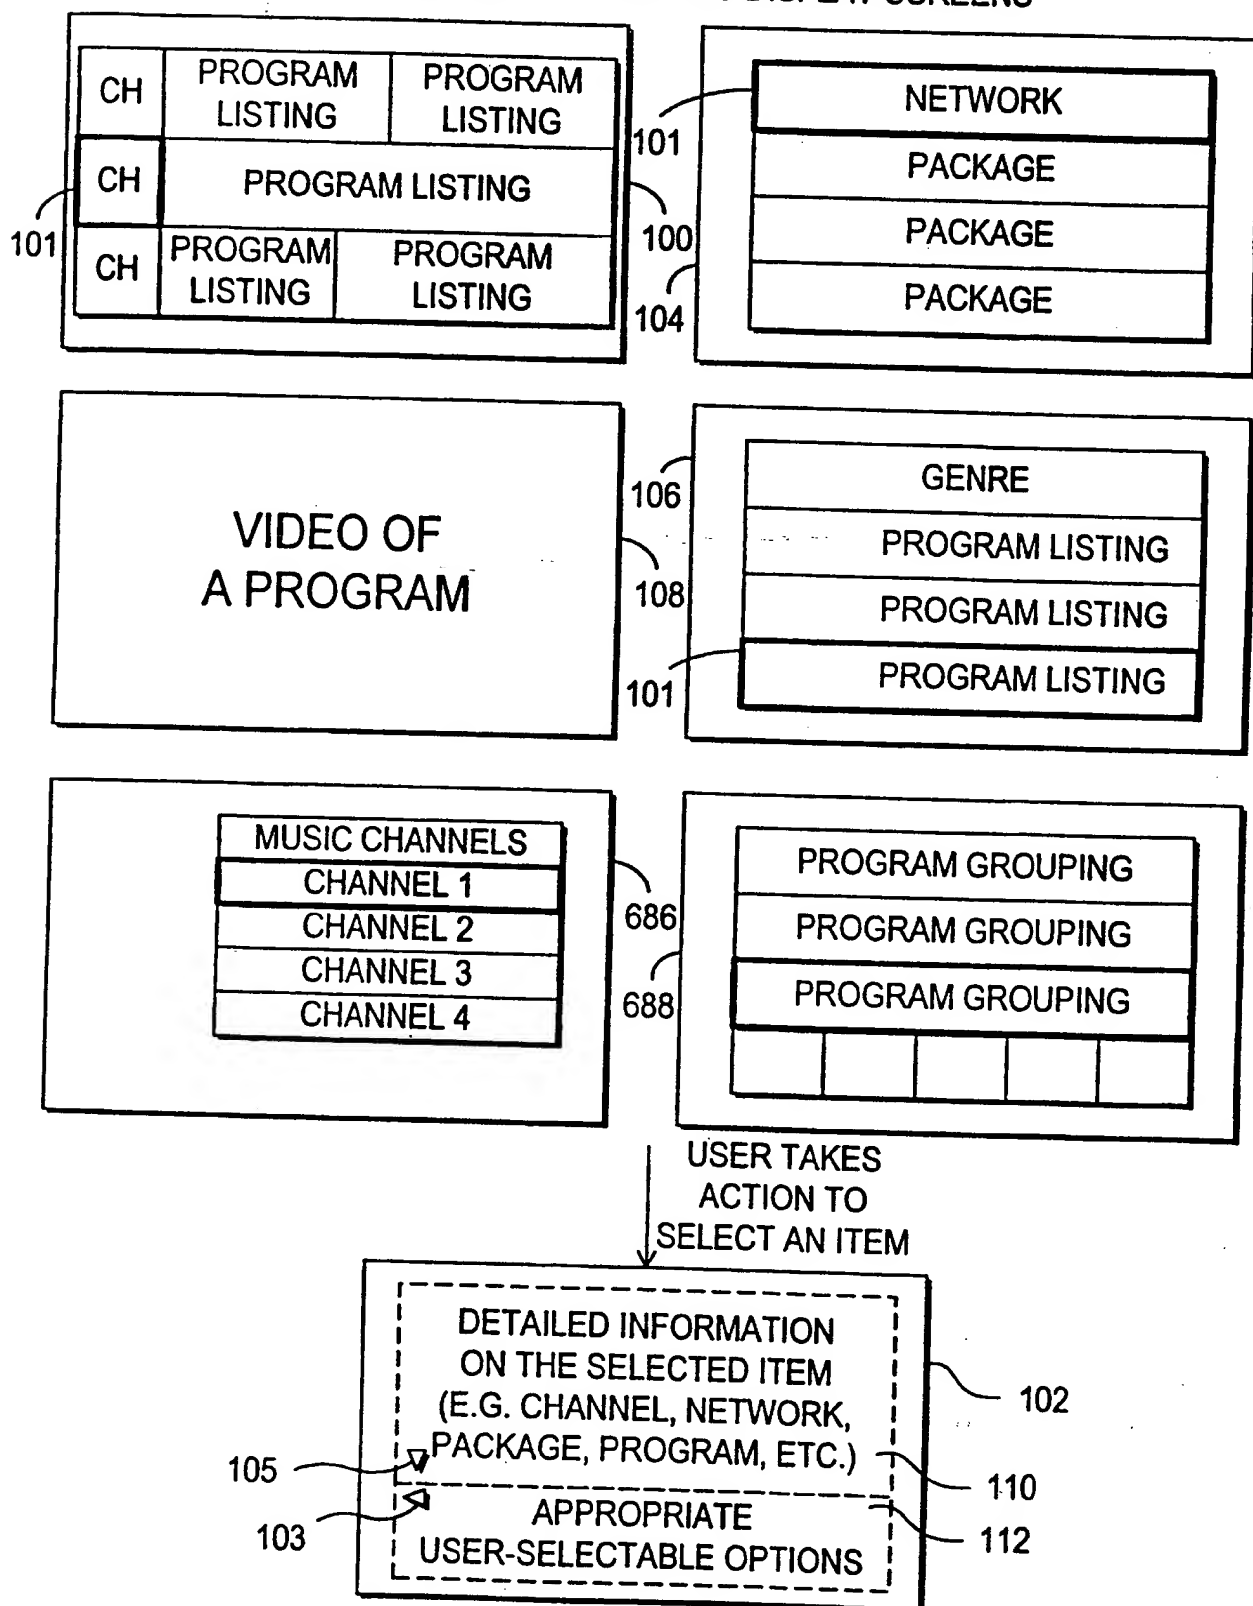 DISPLAY SCREENS
CH
PROGRAM
LISTING
PROGRAM
LISTING
CH
PROGRAM LISTING
CH
PROGRAM
LISTING
PROGRAM
LISTING
101
100
101
NETWORK
PACKAGE
PACKAGE
PACKAGE
104
VIDEO OF
A PROGRAM
108
106
GENRE
PROGRAM LISTING
PROGRAM LISTING
PROGRAM LISTING
101
MUSIC CHANNELS
CHANNEL 1
CHANNEL 2
CHANNEL 3
CHANNEL 4
686
688
PROGRAM GROUPING
PROGRAM GROUPING
PROGRAM GROUPING
USER TAKES
ACTION TO
SELECT AN ITEM
DETAILED INFORMATION
ON THE SELECTED ITEM
(E.G. CHANNEL, NETWORK,
PACKAGE, PROGRAM, ETC.)
102
105
110
103
APPROPRIATE
USER-SELECTABLE OPTIONS
112